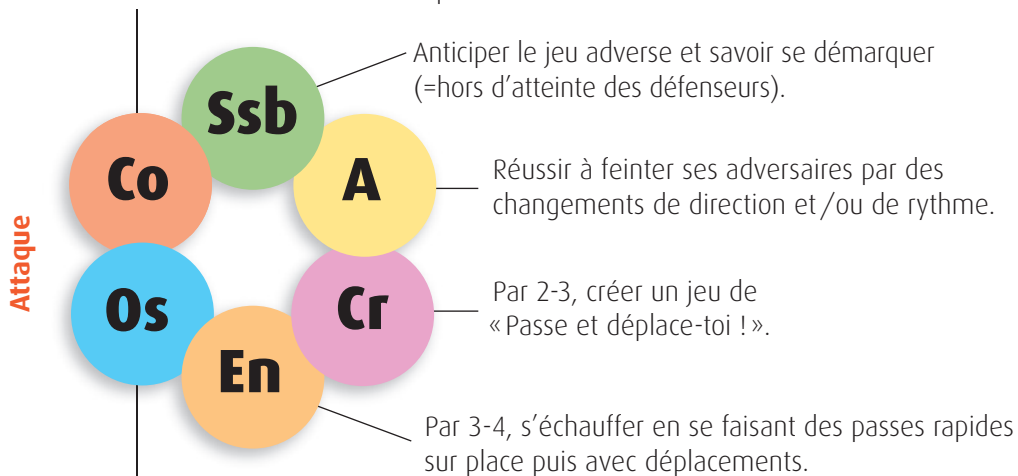 Anticiper le jeu adverse et savoir se démarquer
(=hors d'atteinte des défenseurs).
Ssb
Co
A
Réussir à feinter ses adversaires par des
changements de direction et/ou de rythme.
Attaque
Os
Cr
Par 2-3, créer un jeu de
« Passe et déplace-toi ! ».
En
Par 3-4, s'échauffer en se faisant des passes rapides
sur place puis avec déplacements.